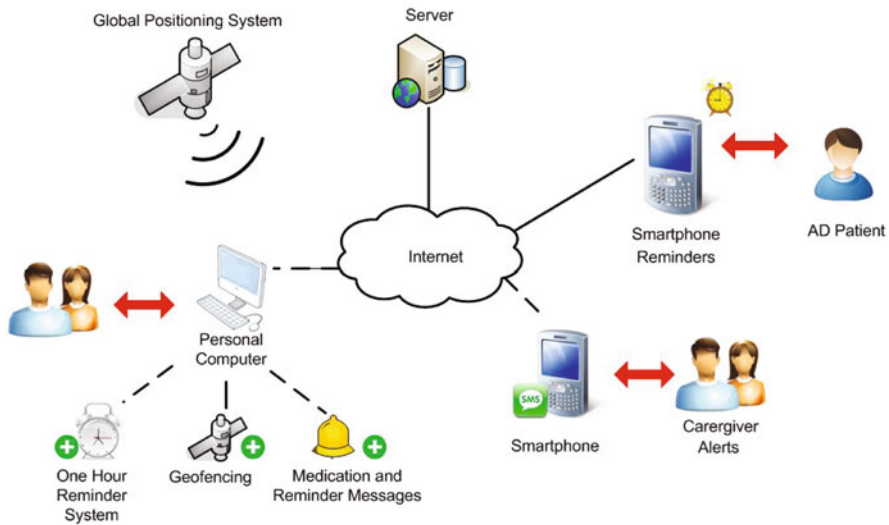 Global Positioning System
Server
Internet
Smartphone
Reminders
AD Patient
Personal
Computer
SMS
Smartphone
Carergiver
Alerts
One Hour
Reminder
System
Geofencing
Medication and
Reminder Messages